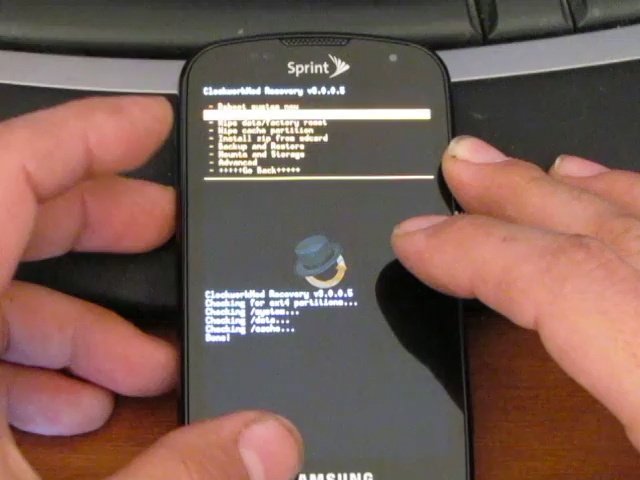 Sprint
ClockworkMod Recovery v3.0.0.5
- Reboot system now
- Wipe data/factory reset
- Wipe cache partition
- Install zip from sdcard
- Backup and Restore
- Mounts and Storage
- Advanced
- +++++Go Back+++++
ClockworkMod Recovery v3.0.0.5
Checking for ext4 partitions...
Checking /system...
Checking /data...
Checking /cache...
Done!
SAMSUNG